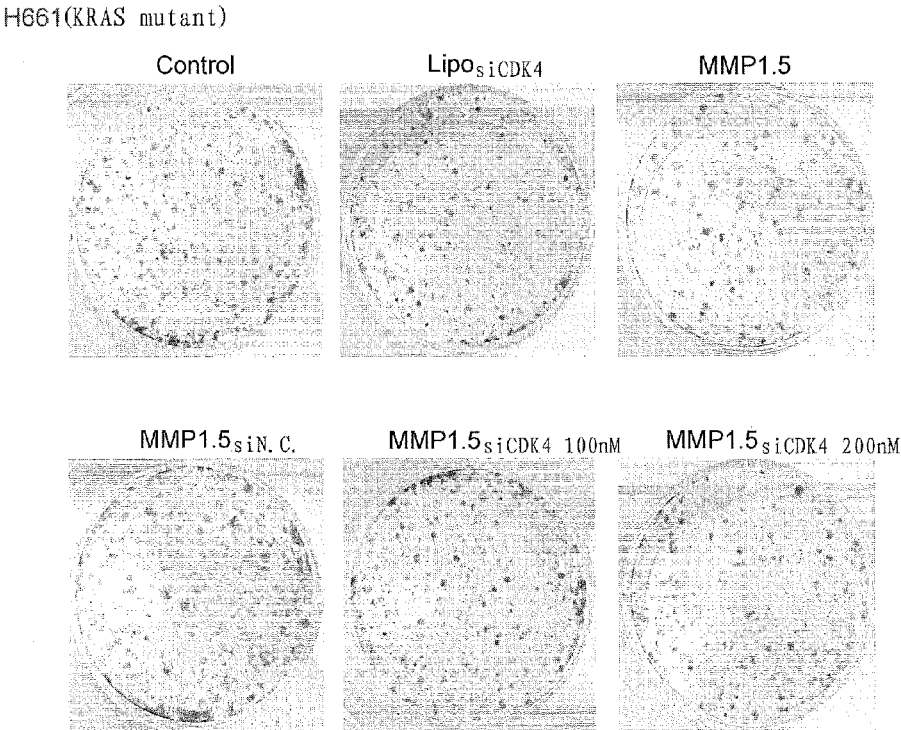 H661(KRAS mutant)
Control LiposiCDK4 MMP1.5
MMP1.5siN.C. MMP1.5siCDK4 100nM MMP1.5siCDK4 200nM